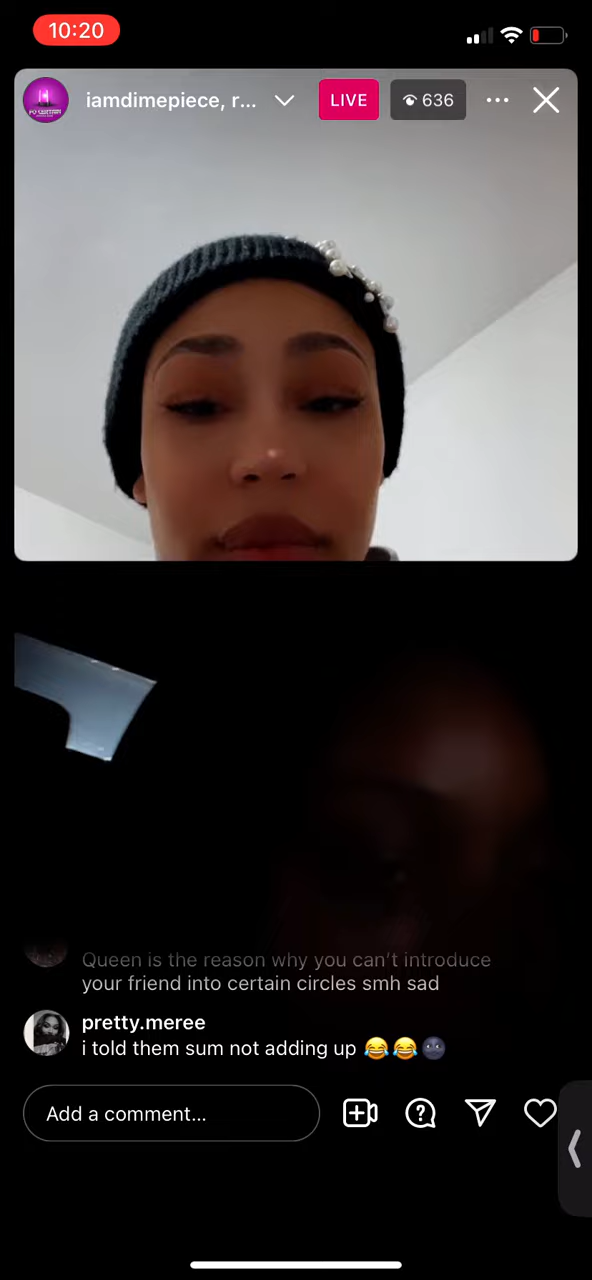 10:20
iamdimepiece, r...
LIVE
636
Queen is the reason why you can't introduce
your friend into certain circles smh sad
pretty.meree
i told them sum not adding up 😂😂🌚
Add a comment...